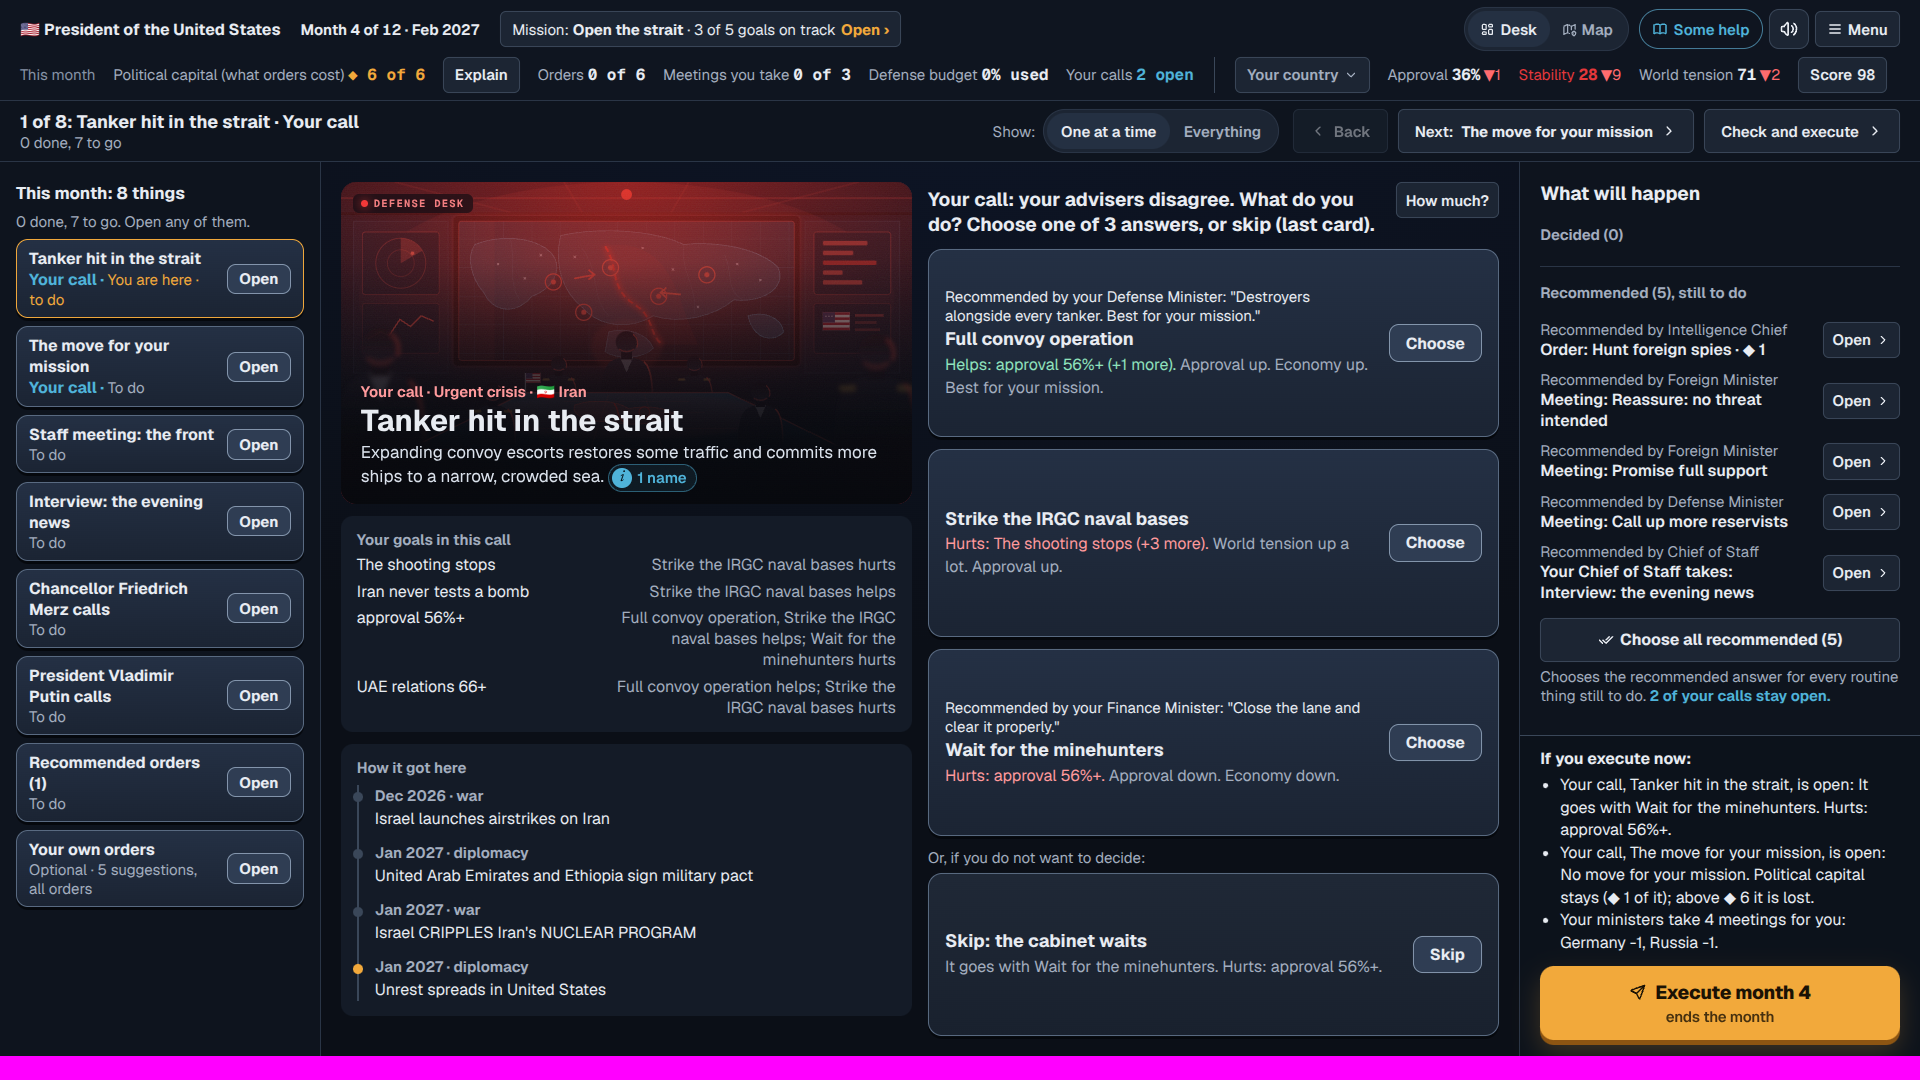 🇺🇸 President of the United States
Month 4 of 12 · Feb 2027
Mission: Open the strait · 3 of 5 goals on track Open ›
Desk
Map
Some help
Menu
This month
Political capital (what orders cost) ◆ 6 of 6
Explain
Orders 0 of 6
Meetings you take 0 of 3
Defense budget 0% used
Your calls 2 open
Your country
Approval 36% ▼1
Stability 28 ▼9
World tension 71 ▼2
Score 98
1 of 8: Tanker hit in the strait · Your call
0 done, 7 to go
Show:
One at a time
Everything
Back
Next: The move for your mission
Check and execute
This month: 8 things
0 done, 7 to go. Open any of them.
Tanker hit in the strait
Your call · You are here ·
to do
Open
The move for your
mission
Your call · To do
Open
Staff meeting: the front
To do
Open
Interview: the evening
news
To do
Open
Chancellor Friedrich
Merz calls
To do
Open
President Vladimir
Putin calls
To do
Open
Recommended orders
(1)
To do
Open
Your own orders
Optional · 5 suggestions,
all orders
Open
DEFENSE DESK
Your call · Urgent crisis · 🇮🇷 Iran
Tanker hit in the strait
Expanding convoy escorts restores some traffic and commits more
ships to a narrow, crowded sea. i 1 name
Your goals in this call
The shooting stops
Strike the IRGC naval bases hurts
Iran never tests a bomb
Strike the IRGC naval bases helps
approval 56%+
Full convoy operation, Strike the IRGC
naval bases helps; Wait for the
minehunters hurts
UAE relations 66+
Full convoy operation helps; Strike the
IRGC naval bases hurts
How it got here
Dec 2026 · war
Israel launches airstrikes on Iran
Jan 2027 · diplomacy
United Arab Emirates and Ethiopia sign military pact
Jan 2027 · war
Israel CRIPPLES Iran's NUCLEAR PROGRAM
Jan 2027 · diplomacy
Unrest spreads in United States
Your call: your advisers disagree. What do you
do? Choose one of 3 answers, or skip (last card).
How much?
Recommended by your Defense Minister: "Destroyers
alongside every tanker. Best for your mission."
Full convoy operation
Helps: approval 56%+ (+1 more). Approval up. Economy up.
Best for your mission.
Choose
Strike the IRGC naval bases
Hurts: The shooting stops (+3 more). World tension up a
lot. Approval up.
Choose
Recommended by your Finance Minister: "Close the lane and
clear it properly."
Wait for the minehunters
Hurts: approval 56%+. Approval down. Economy down.
Choose
Or, if you do not want to decide:
Skip: the cabinet waits
It goes with Wait for the minehunters. Hurts: approval 56%+.
Skip
What will happen
Decided (0)
Recommended (5), still to do
Recommended by Intelligence Chief
Order: Hunt foreign spies · ◆ 1
Open
Recommended by Foreign Minister
Meeting: Reassure: no threat
intended
Open
Recommended by Foreign Minister
Meeting: Promise full support
Open
Recommended by Defense Minister
Meeting: Call up more reservists
Open
Recommended by Chief of Staff
Your Chief of Staff takes:
Interview: the evening news
Open
Choose all recommended (5)
Chooses the recommended answer for every routine
thing still to do. 2 of your calls stay open.
If you execute now:
• Your call, Tanker hit in the strait, is open: It
goes with Wait for the minehunters. Hurts:
approval 56%+.
• Your call, The move for your mission, is open:
No move for your mission. Political capital
stays (◆ 1 of it); above ◆ 6 it is lost.
• Your ministers take 4 meetings for you:
Germany -1, Russia -1.
Execute month 4
ends the month